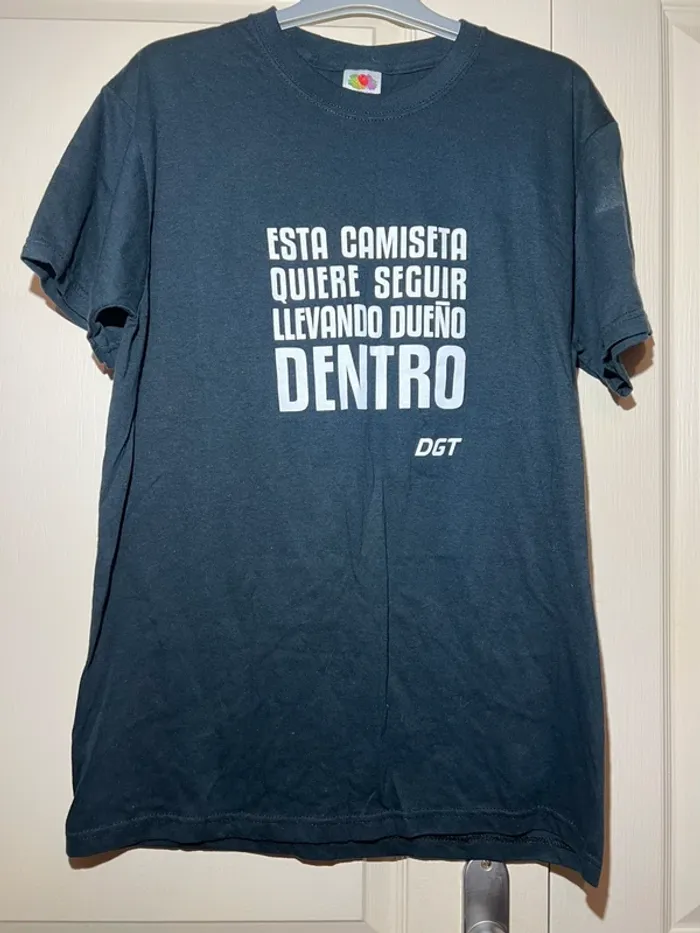 ESTA CAMISETA
QUIERE SEGUIR
LLEVANDO DUEÑO
DENTRO
DGT